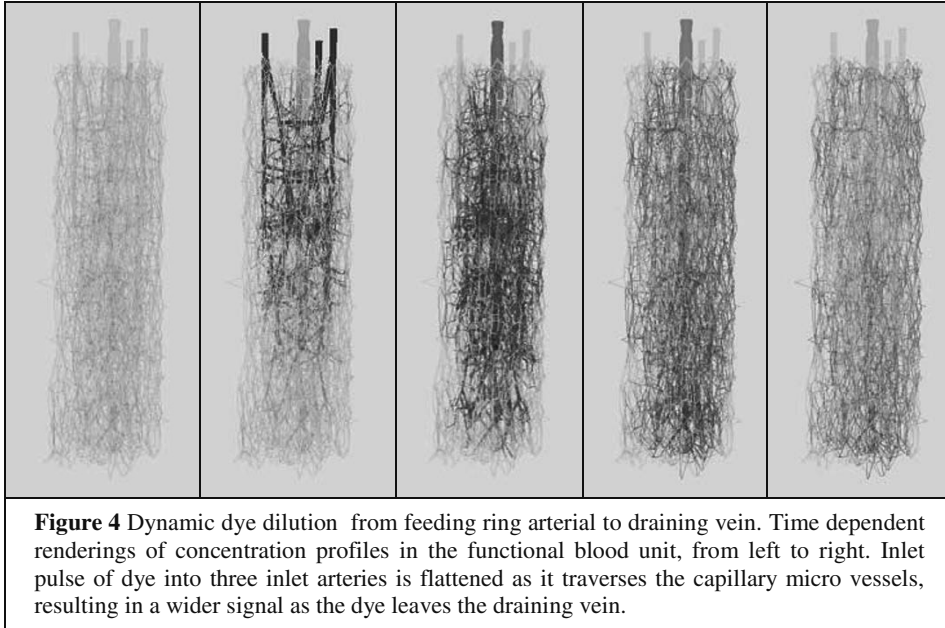 Figure 4 Dynamic dye dilution from feeding ring arterial to draining vein. Time dependent
renderings of concentration profiles in the functional blood unit, from left to right. Inlet
pulse of dye into three inlet arteries is flattened as it traverses the capillary micro vessels,
resulting in a wider signal as the dye leaves the draining vein.